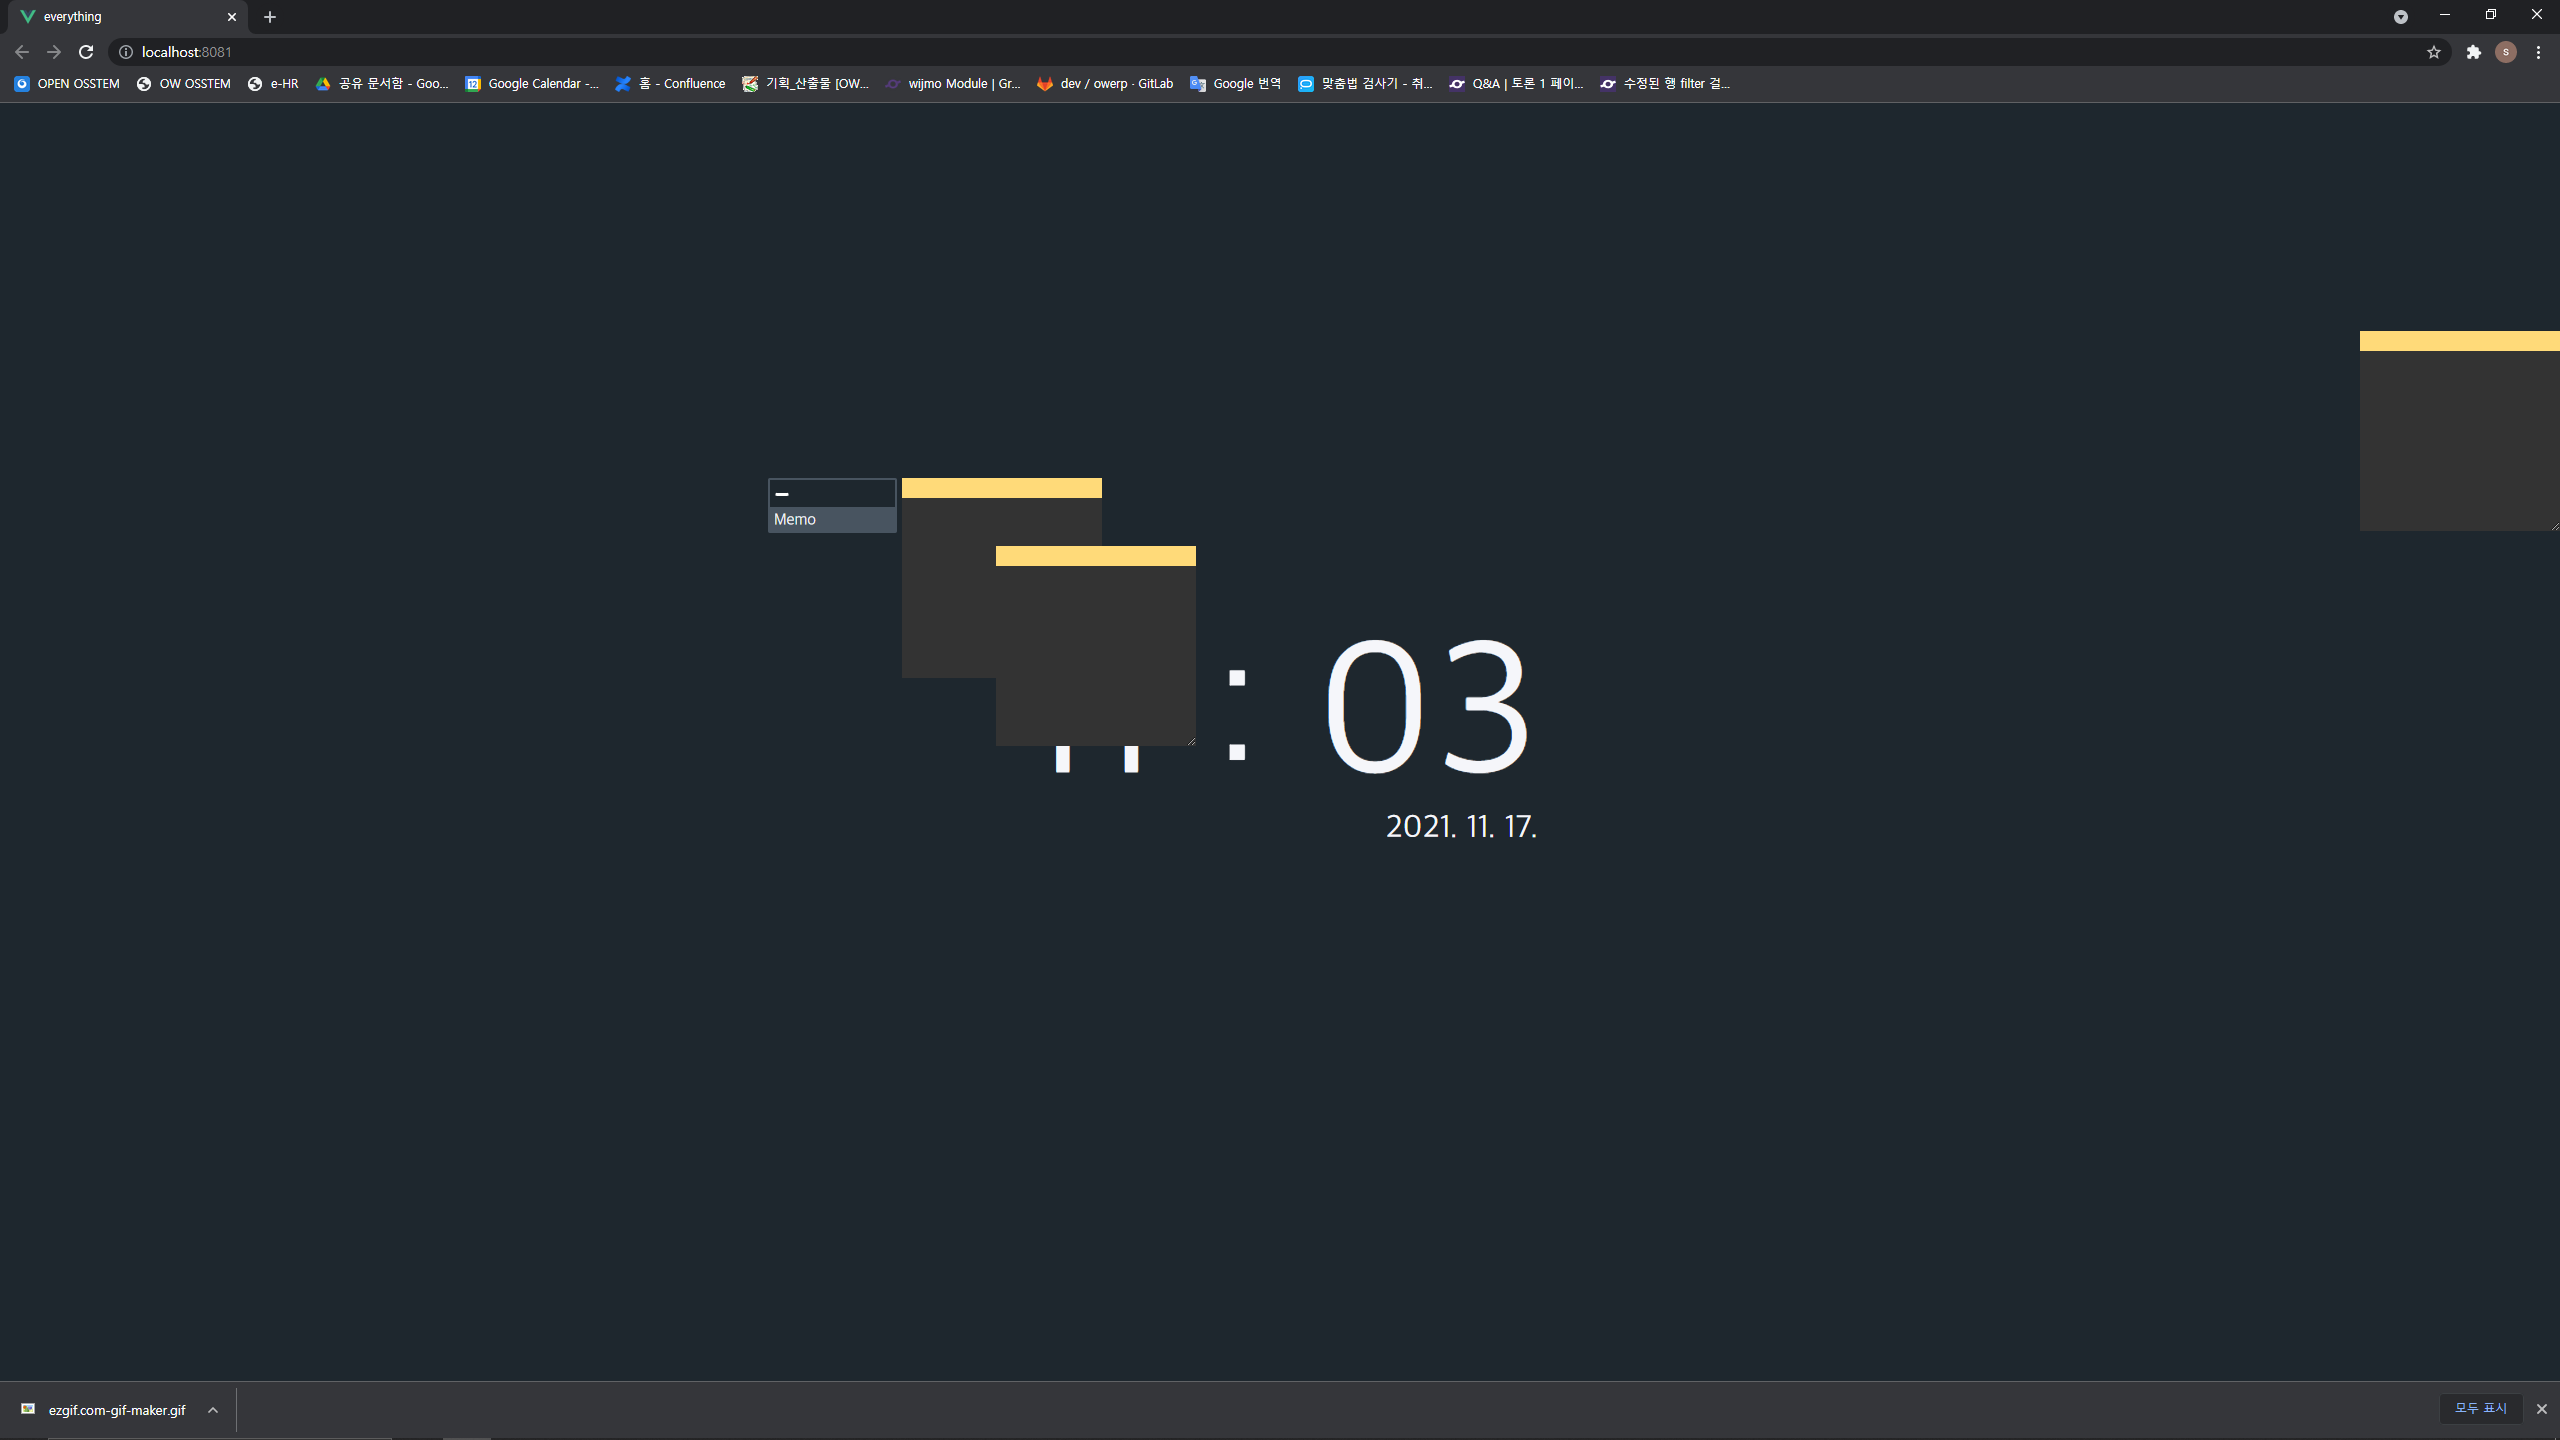 everything
localhost:8081
OPEN OSSTEM
OW OSSTEM
e-HR
공유 문서함 - Goo...
Google Calendar -...
홈 - Confluence
기획_산출물 [OW...
wijmo Module | Gr...
dev / owerp · GitLab
Google 번역
맞춤법 검사기 - 취...
Q&A | 토론 1 페이...
수정된 행 filter 걸...
S
Memo
: 03
2021. 11. 17.
ezgif.com-gif-maker.gif
모두 표시